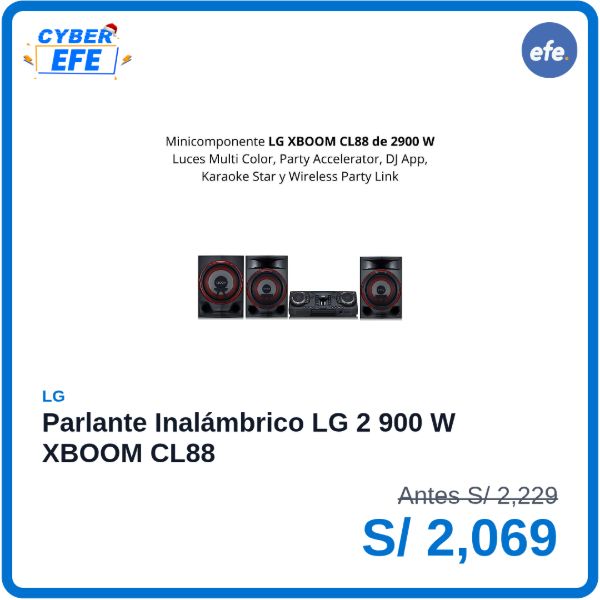 CYBER
EFE
efe.
Minicomponente LG XBOOM CL88 de 2900 W
Luces Multi Color, Party Accelerator, DJ App,
Karaoke Star y Wireless Party Link
LG
Parlante Inalámbrico LG 2 900 W
XBOOM CL88
Antes S/ 2,229
S/ 2,069